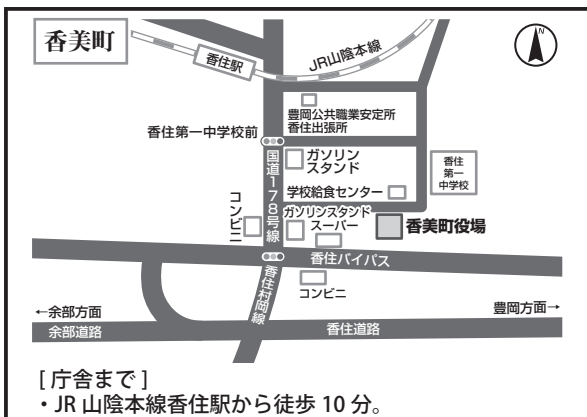 香美町
N
JR山陰本線
香住駅
豊岡公共職業安定所
香住出張所
香住第一中学校前
ガソリン
スタンド
香住
第一
中学校
国道178号線
学校給食センター
コンビニ
ガソリンスタンド
スーパー
香美町役場
香住バイパス
コンビニ
香住村岡線
←余部方面
豊岡方面→
余部道路
香住道路
[庁舎まで]
・JR山陰本線香住駅から徒歩10分。